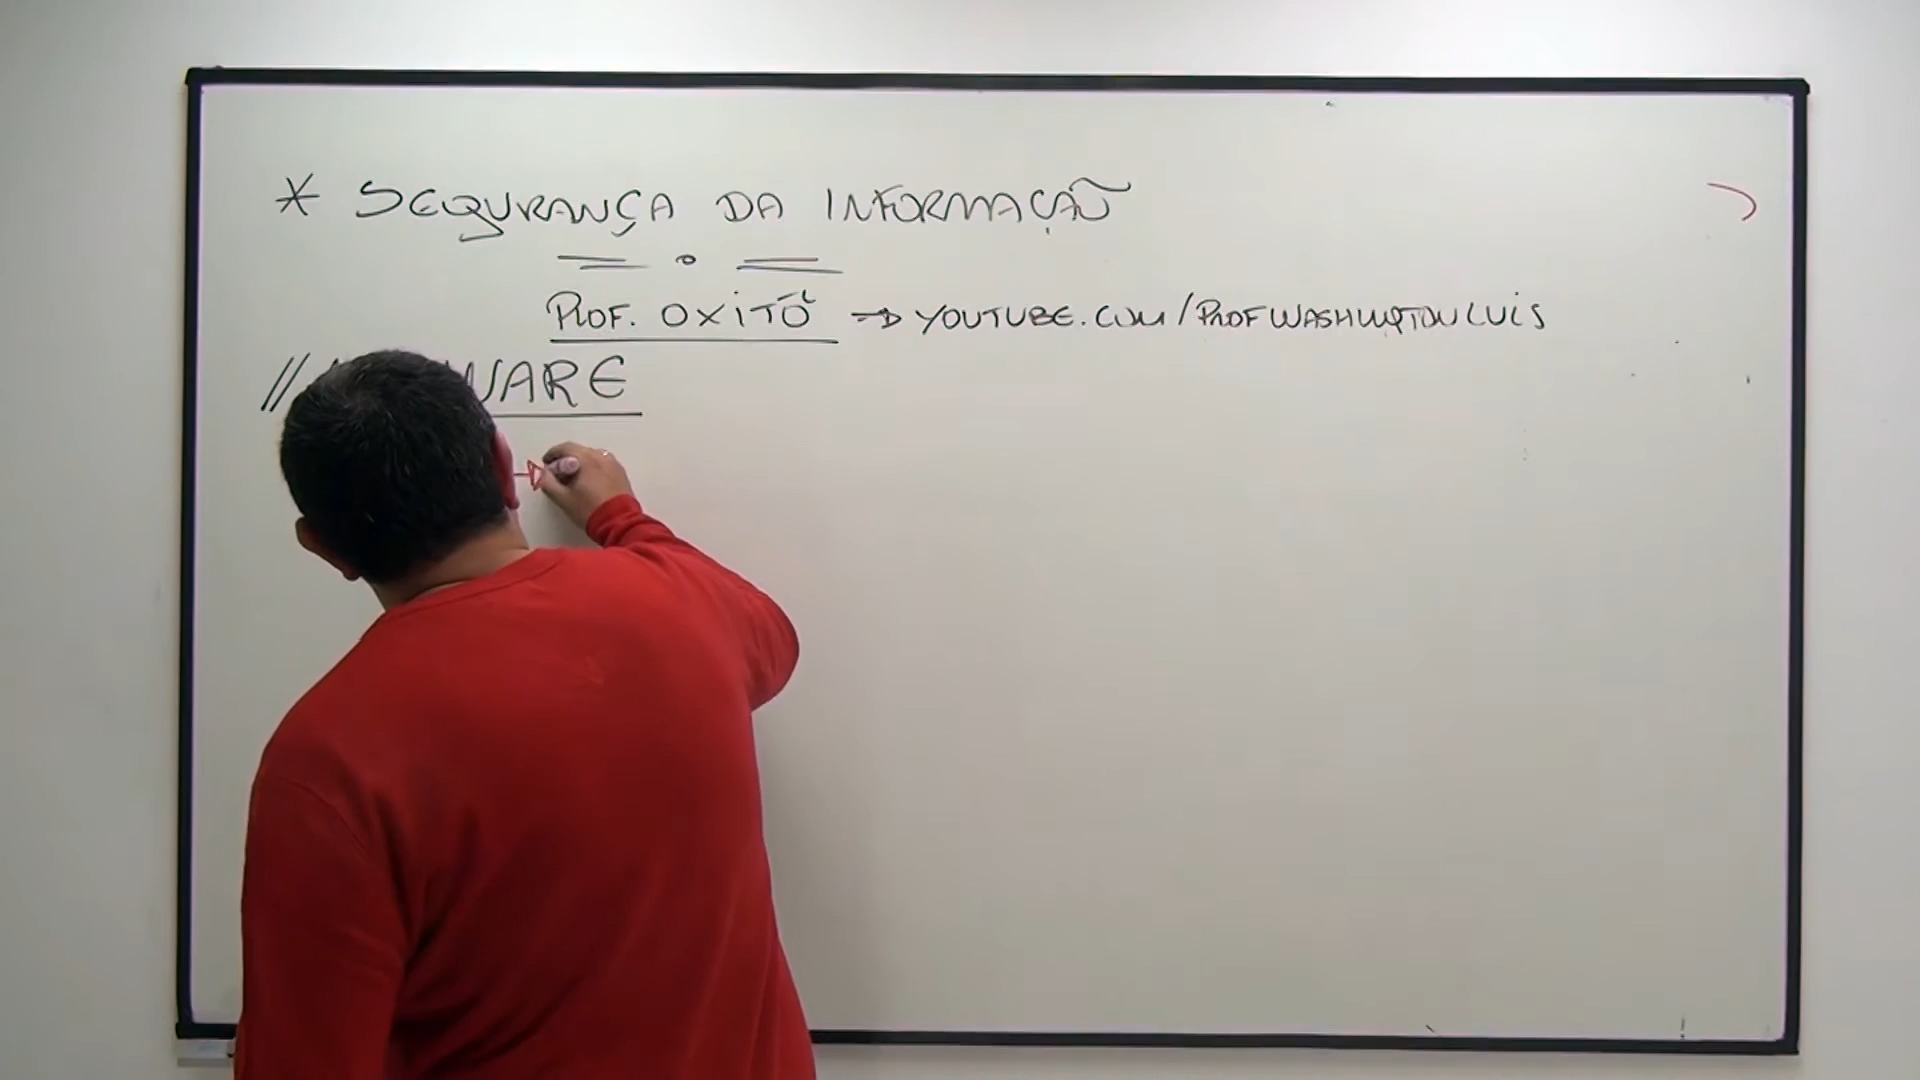 * SEGURANÇA DA INFORMAÇÃO
PROF. OXITÓ → YOUTUBE.COM/PROFWASHINGTONLUIS
// WARE